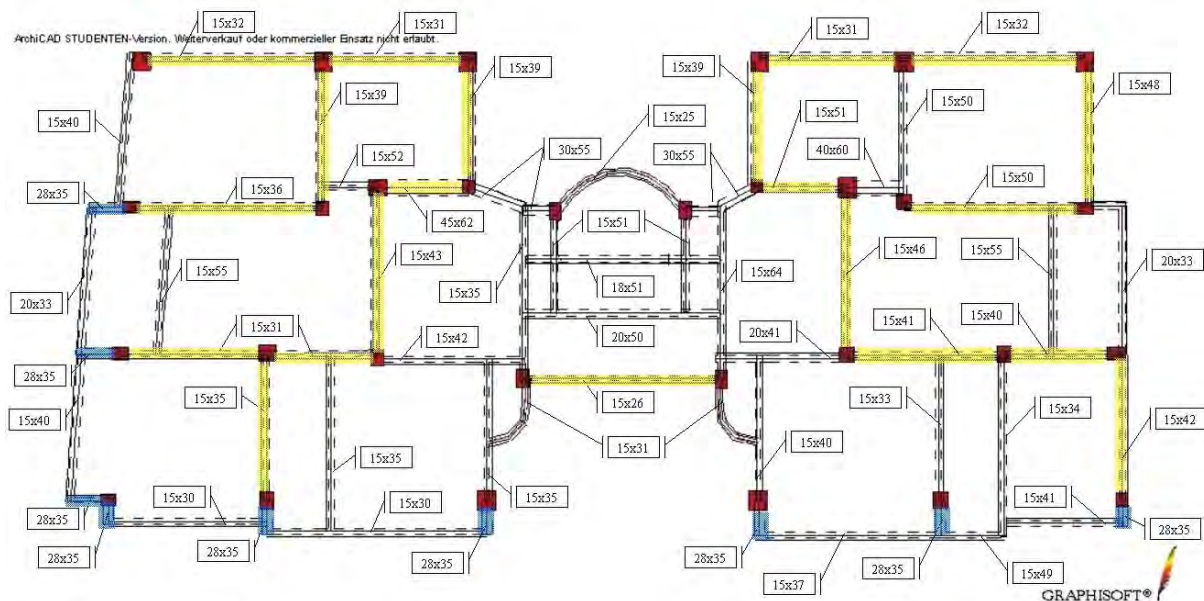 15x32
15x31
15x31
15x32
ArchiCAD STUDENTEN-Version. Weiterverkauf oder kommerzieller Einsatz nicht erlaubt.
15x39
15x39
15x39
15x50
15x48
15x40
15x25
15x51
15x52
30x55
30x55
40x60
28x35
15x36
15x50
45x62
15x51
15x43
15x46
15x55
15x55
15x35
15x64
20x33
18x51
20x33
15x31
15x42
20x50
20x41
15x41
15x40
28x35
15x40
15x35
15x26
15x33
15x34
15x42
15x35
15x31
15x40
15x30
15x30
15x35
15x41
28x35
28x35
28x35
28x35
28x35
28x35
28x35
15x37
15x49
GRAPHISOFT®